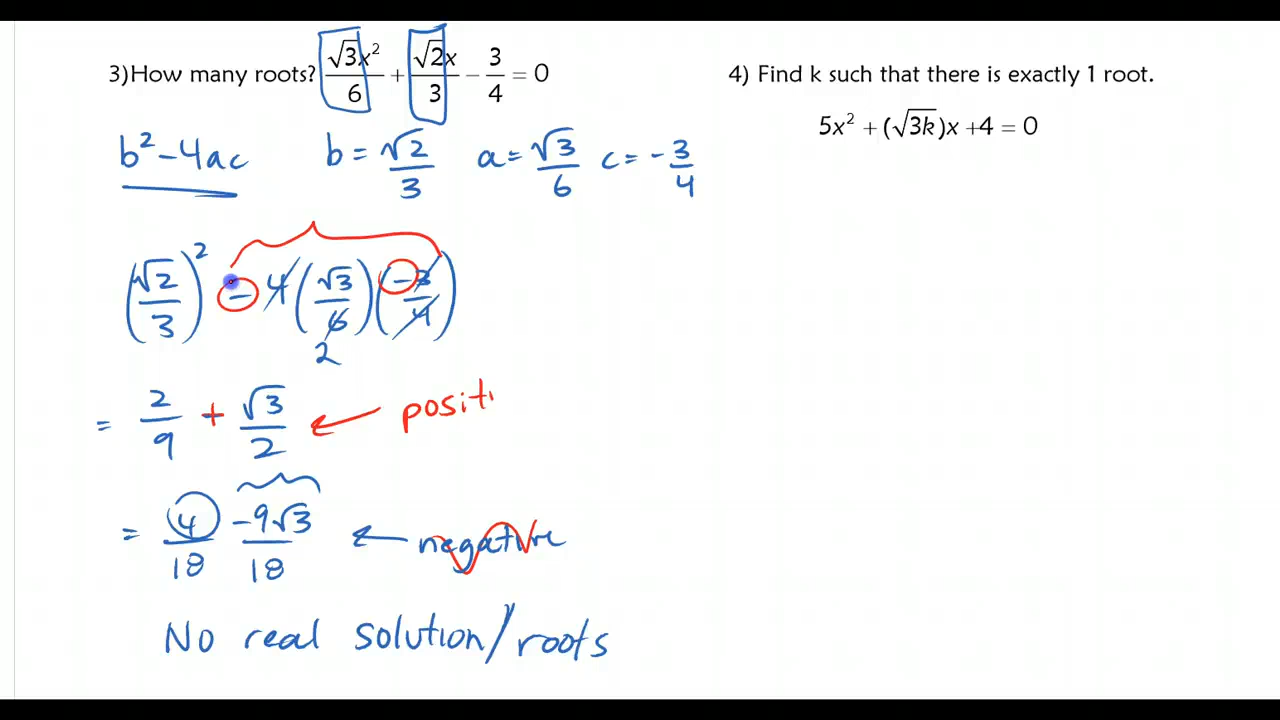 3)How many roots? √3x²/6 + √2x/3 − 3/4 = 0
b² − 4ac b = √2/3 a = √3/6 c = −3/4
(√2/3)² − 4(√3/6)(−3/4)
2
= 2/9 + √3/2 ← positi
= 4/18 −9√3/18 ← negative
No real solution/roots
4) Find k such that there is exactly 1 root.
5x² + (√3k)x +4 = 0